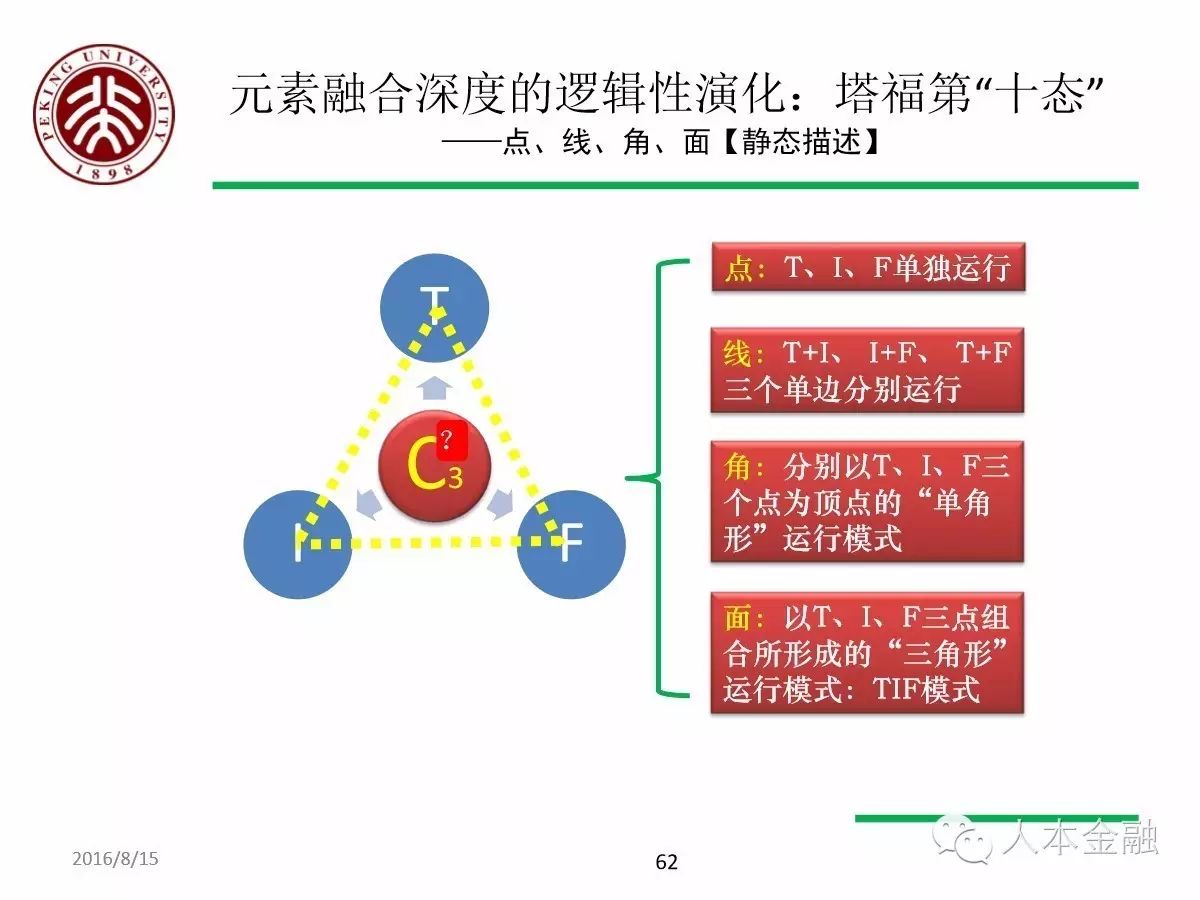 PEKING UNIVERSITY
1898
元素融合深度的逻辑性演化：塔福第“十态”
——点、线、角、面【静态描述】
T
C
?
3
I
F
点：T、I、F单独运行
线：T+I、 I+F、 T+F
三个单边分别运行
角：分别以T、I、F三
个点为顶点的“单角
形”运行模式
面：以T、I、F三点组
合所形成的“三角形”
运行模式：TIF模式
人本金融
2016/8/15
62